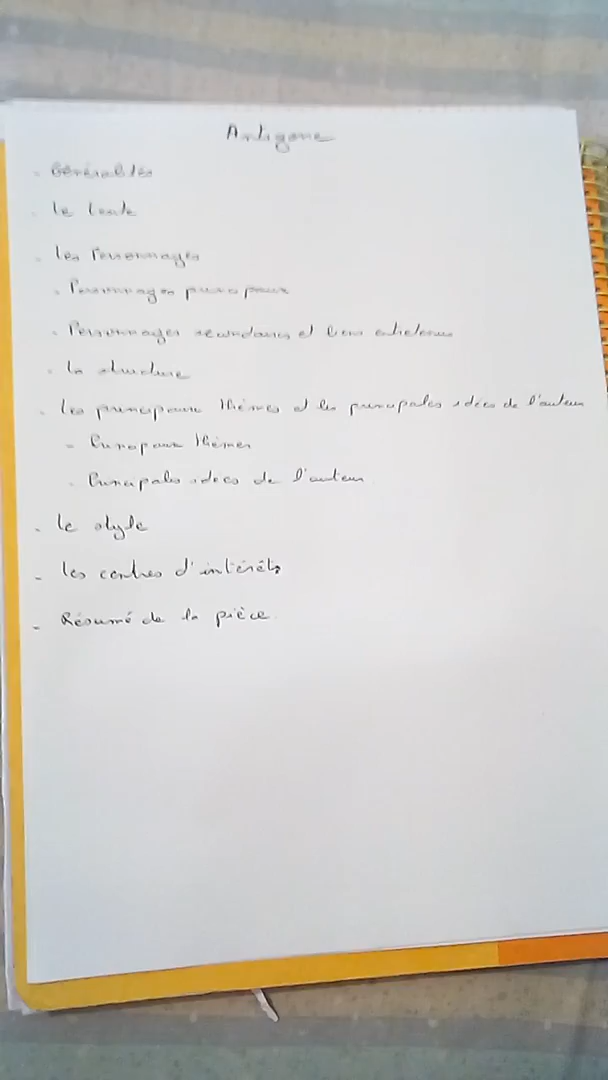 Antigone
- Généralités
- le texte
- les Personnages
- Personnages principaux
- Personnages secondaires et liens entretenus
- la structure
- les principaux thèmes et les principales idées de l'auteur
- Principaux thèmes
- Principales idées de l'auteur
- le style
- les centres d'intérêts
- Résumé de la pièce.